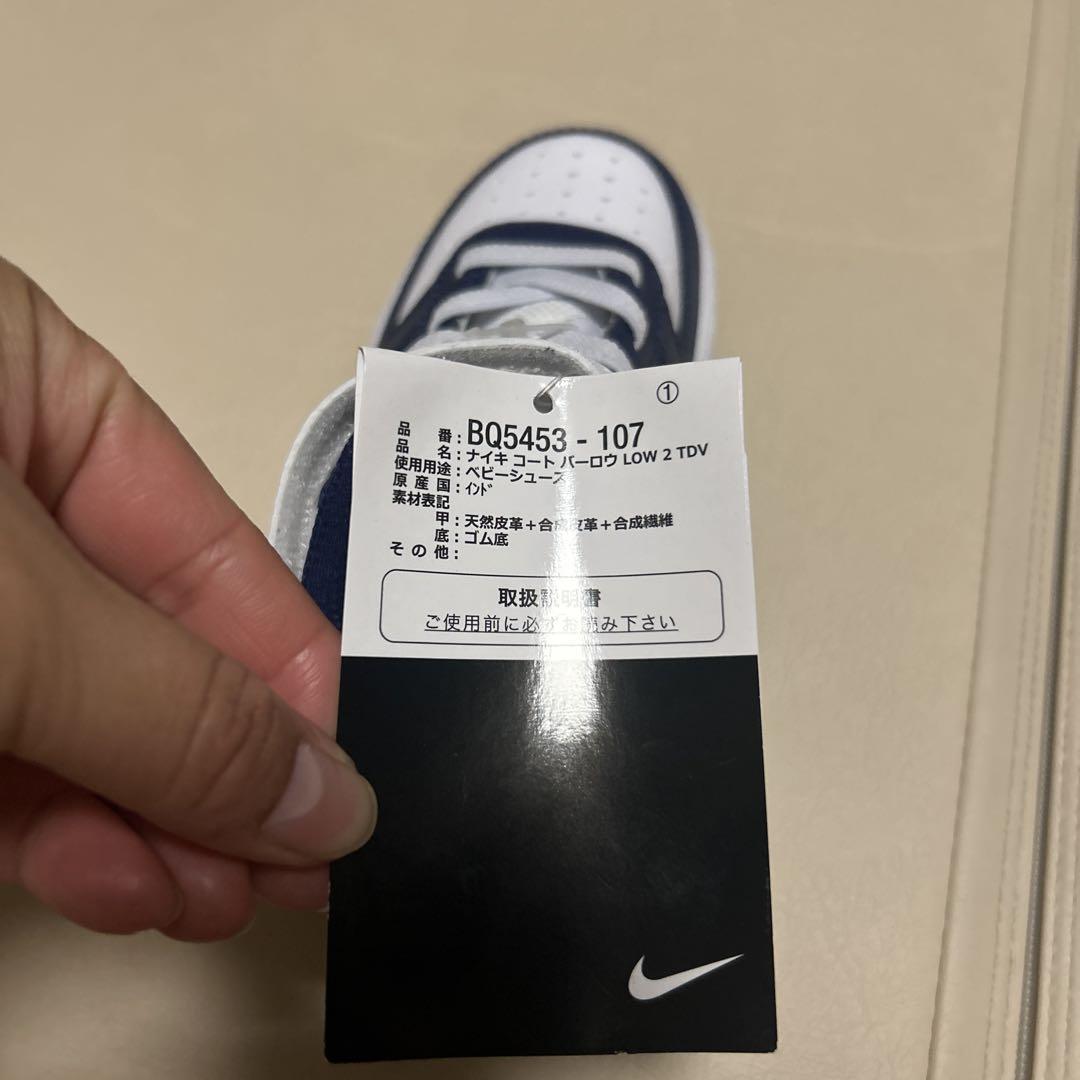 ①
品番：BQ5453 - 107
品名：ナイキ コート バーロウ LOW 2 TDV
使用用途：ベビーシューズ
原産国：インド
素材表記
甲：天然皮革＋合成皮革＋合成繊維
底：ゴム底
その他：
取扱説明書
ご使用前に必ずお読み下さい